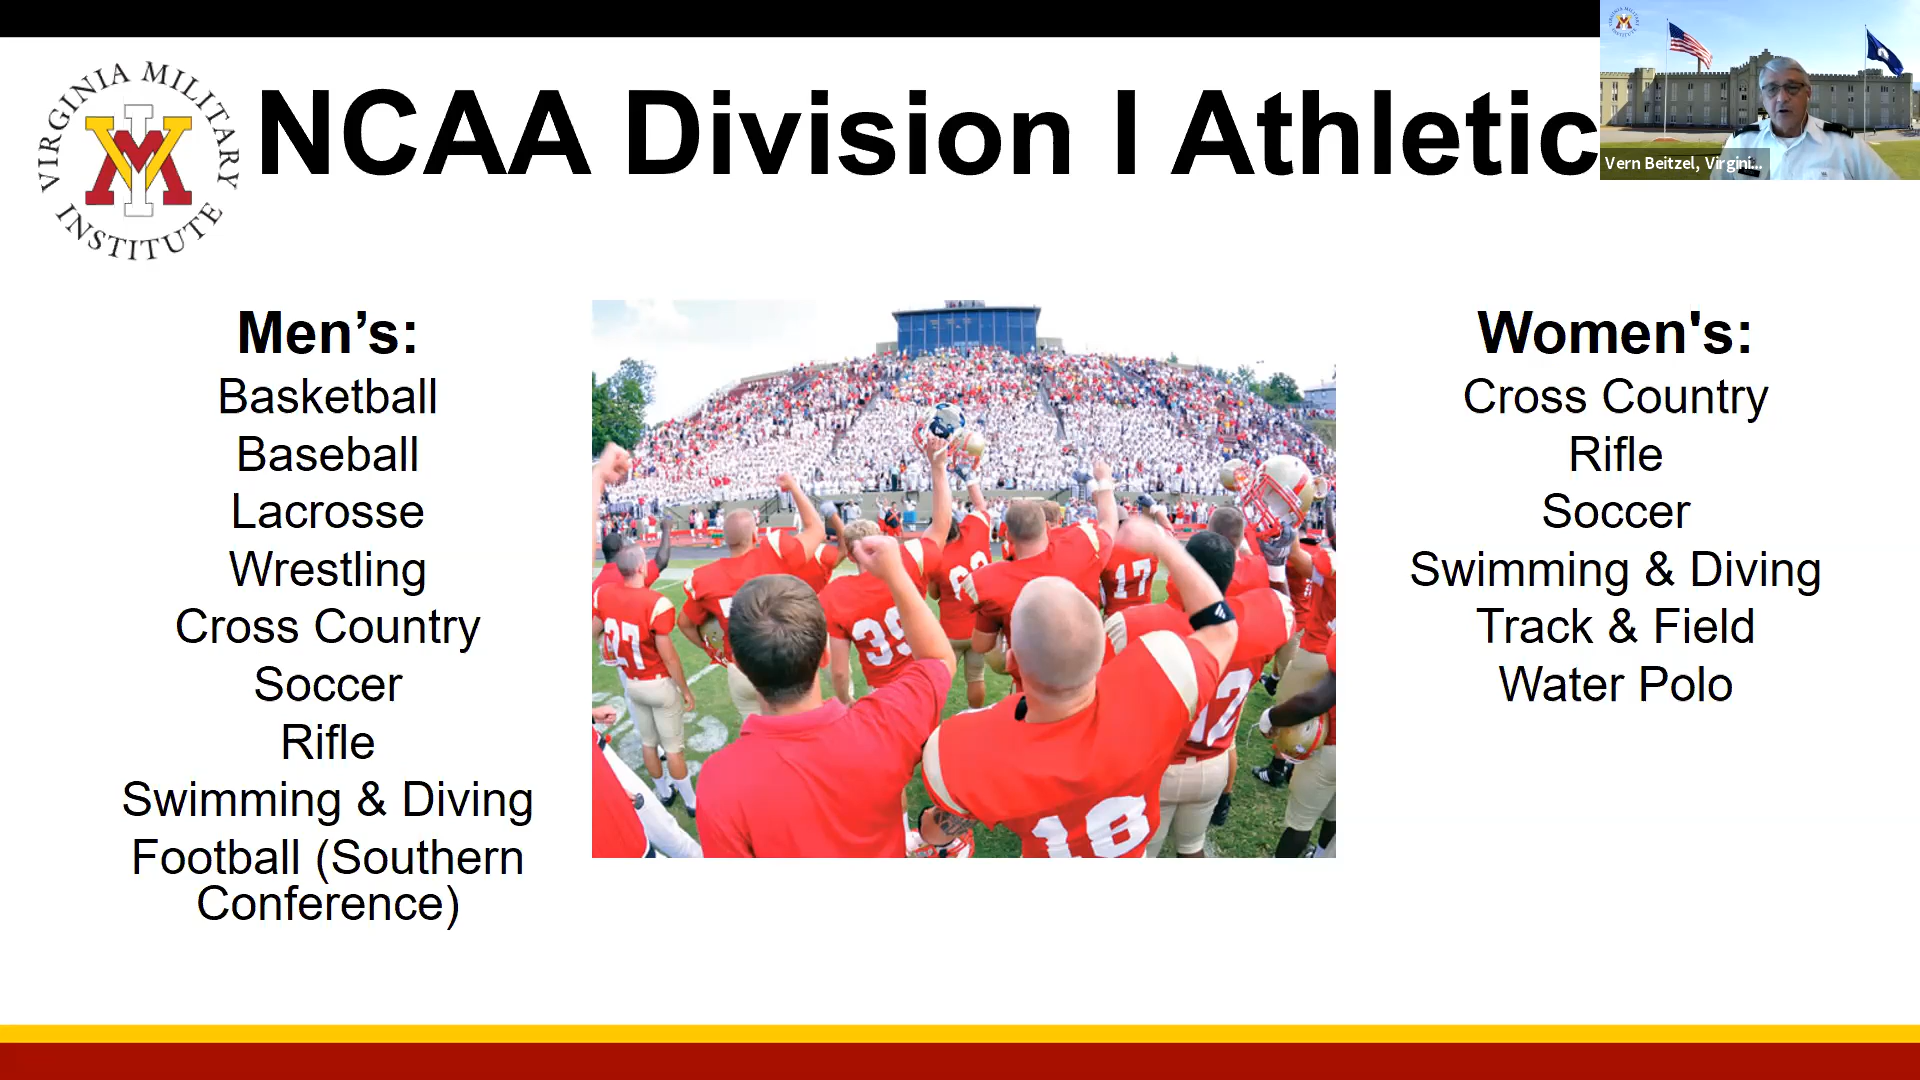 VIRGINIA MILITARY INSTITUTE
NCAA Division I Athletic
Vern Beitzel, Virgini...
Men’s:
Basketball
Baseball
Lacrosse
Wrestling
Cross Country
Soccer
Rifle
Swimming & Diving
Football (Southern
Conference)
27
39
17
12
18
Women's:
Cross Country
Rifle
Soccer
Swimming & Diving
Track & Field
Water Polo